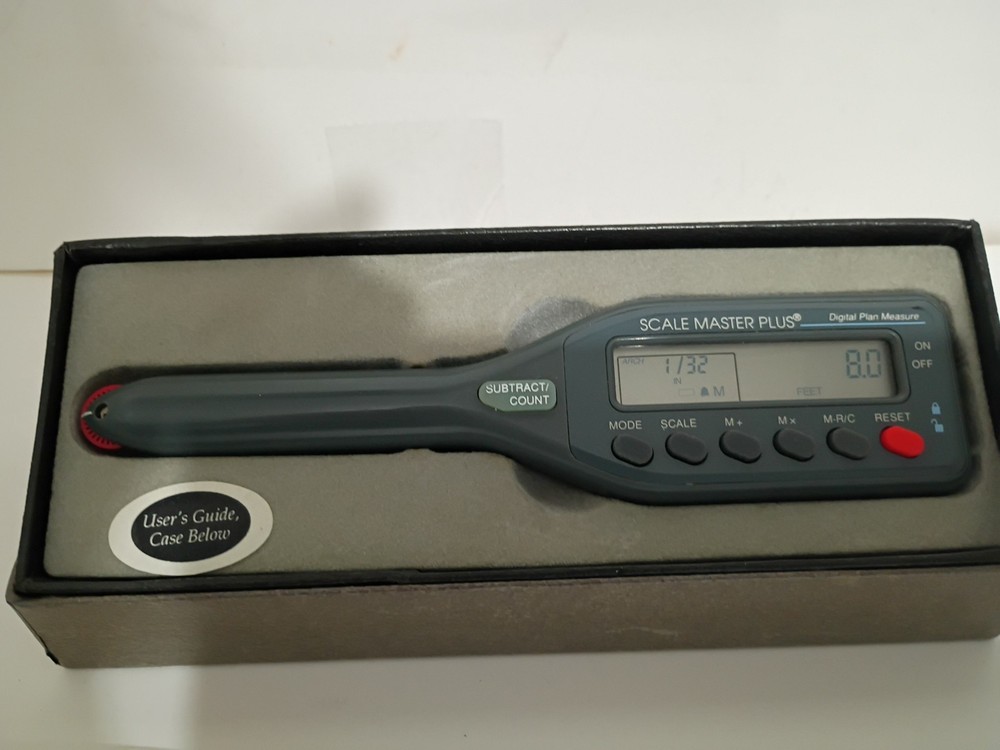 SCALE MASTER PLUS® Digital Plan Measure
ON
OFF
ARCH 1/32 8.0
IN
M FEET
SUBTRACT/
COUNT
MODE SCALE M+ M× M-R/C RESET
User's Guide,
Case Below